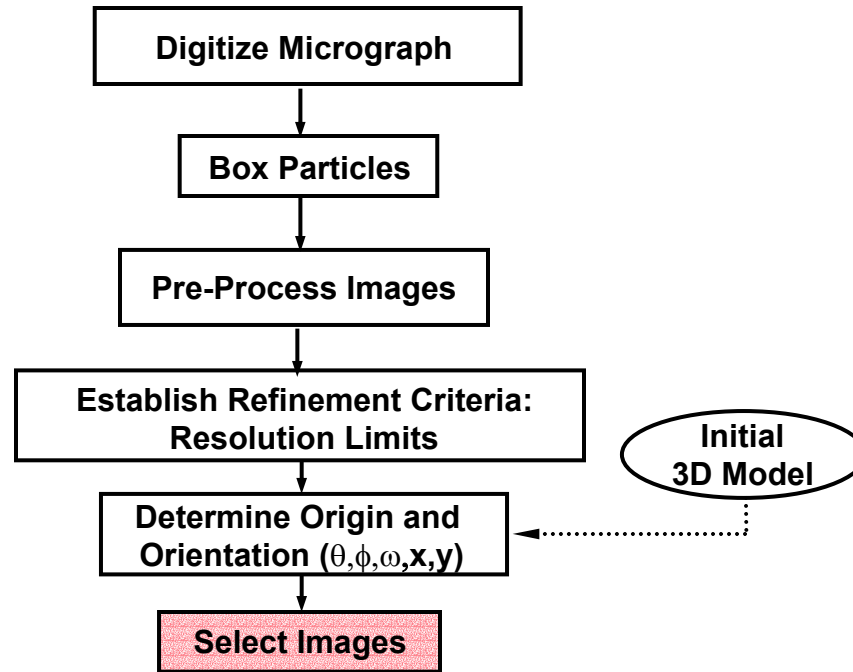 Digitize Micrograph
Box Particles
Pre-Process Images
Establish Refinement Criteria:
Resolution Limits
Initial
3D Model
Determine Origin and
Orientation (θ,ϕ,ω,x,y)
Select Images